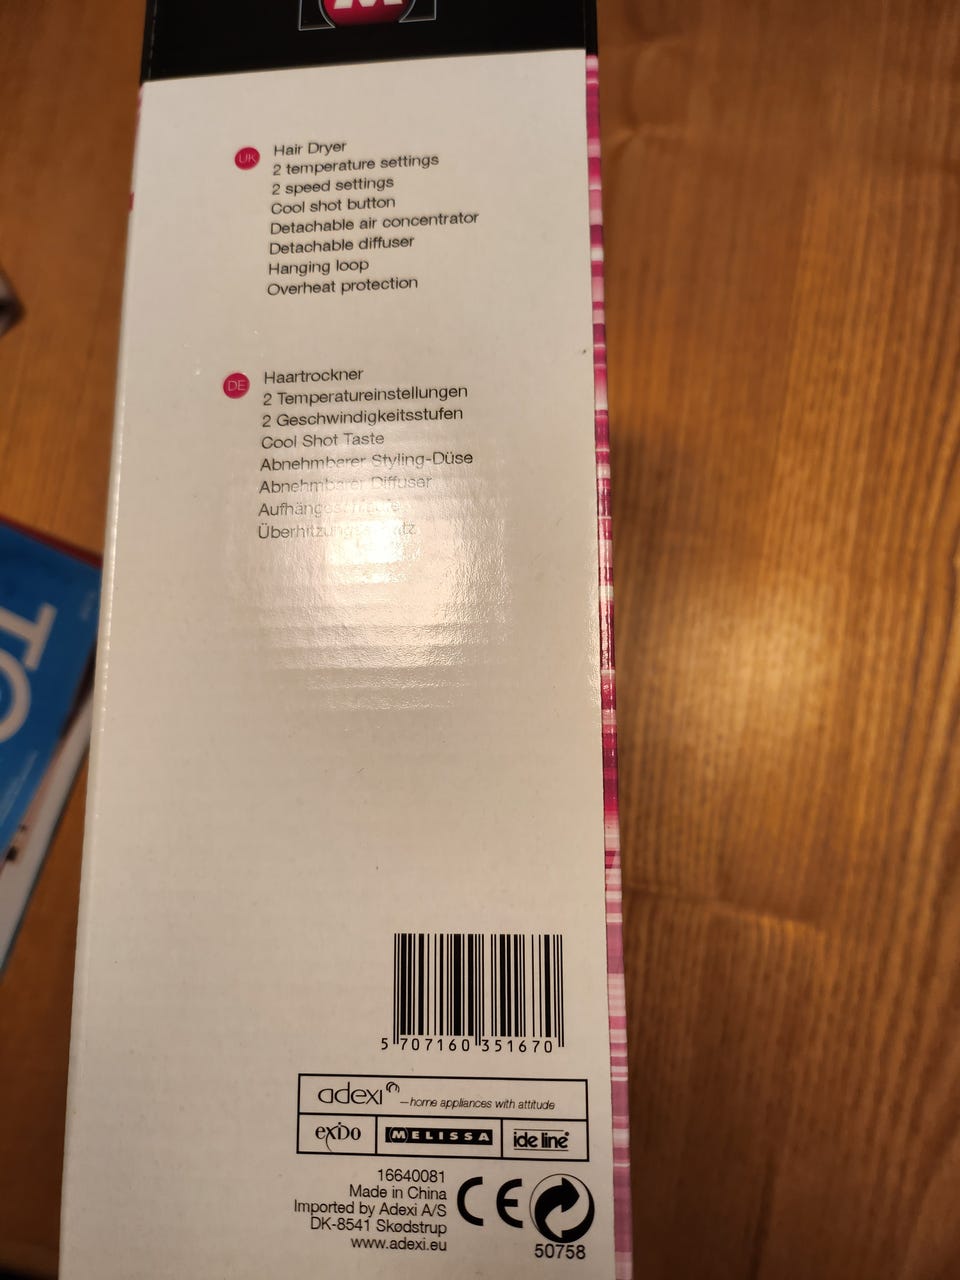 M
UK
Hair Dryer
2 temperature settings
2 speed settings
Cool shot button
Detachable air concentrator
Detachable diffuser
Hanging loop
Overheat protection
DE
Haartrockner
2 Temperatureinstellungen
2 Geschwindigkeitsstufen
Cool Shot Taste
Abnehmbarer Styling-Düse
Abnehmbarer Diffuser
5 707160 351670
adexi —home appliances with attitude
exido MELISSA ide line
16640081
Made in China
Imported by Adexi A/S
DK-8541 Skødstrup
www.adexi.eu
CE
50758